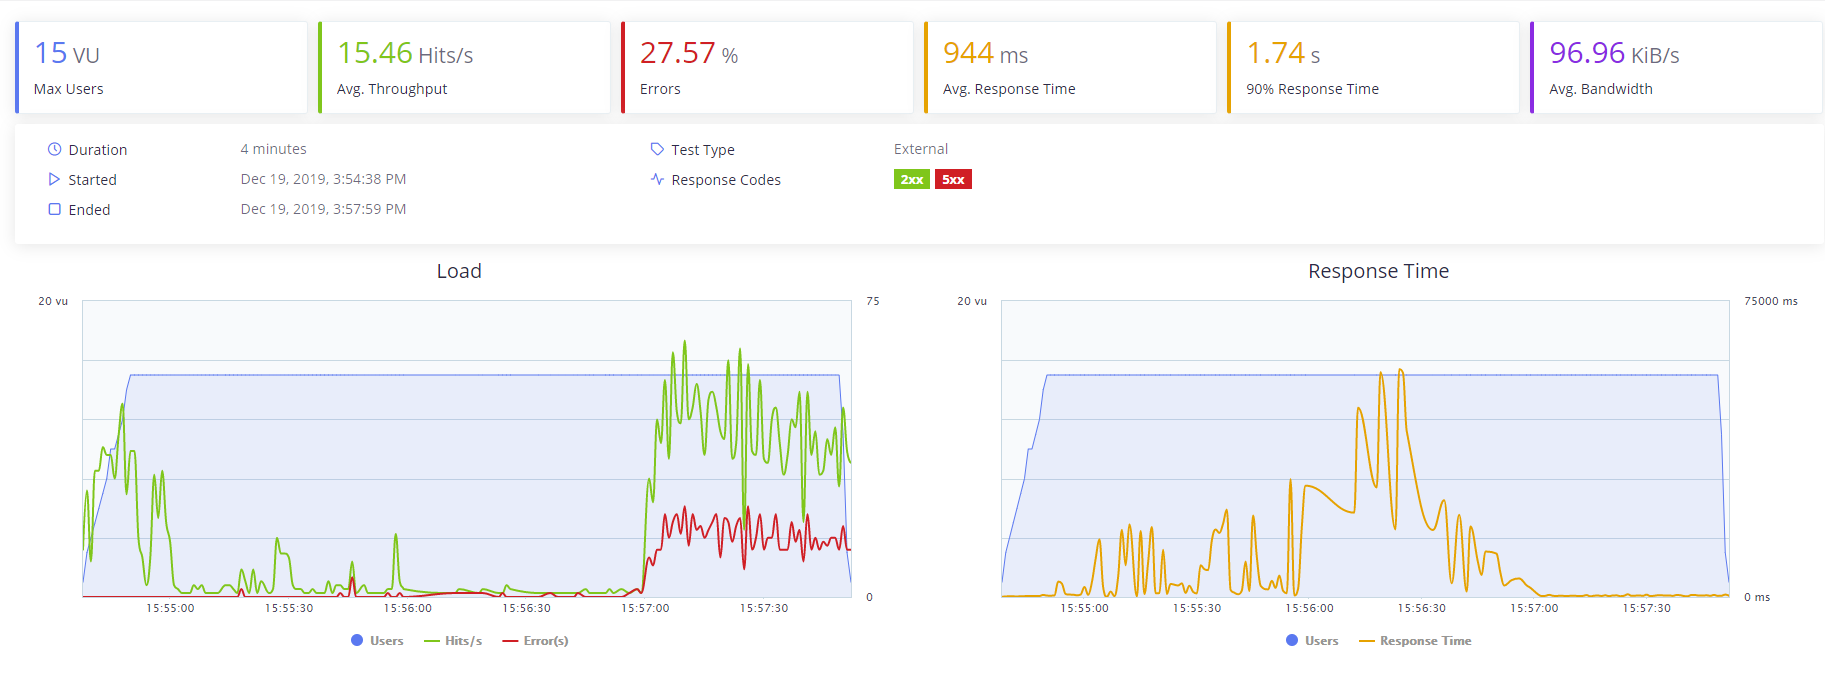 15 VU
Max Users
15.46 Hits/s
Avg. Throughput
27.57 %
Errors
944 ms
Avg. Response Time
1.74 s
90% Response Time
96.96 KiB/s
Avg. Bandwidth
Duration 4 minutes
Started Dec 19, 2019, 3:54:38 PM
Ended Dec 19, 2019, 3:57:59 PM
Test Type External
Response Codes 2xx 5xx
Load
20 vu 75
0
15:55:00 15:55:30 15:56:00 15:56:30 15:57:00 15:57:30
Users Hits/s Error(s)
Response Time
20 vu 75000 ms
0 ms
15:55:00 15:55:30 15:56:00 15:56:30 15:57:00 15:57:30
Users Response Time